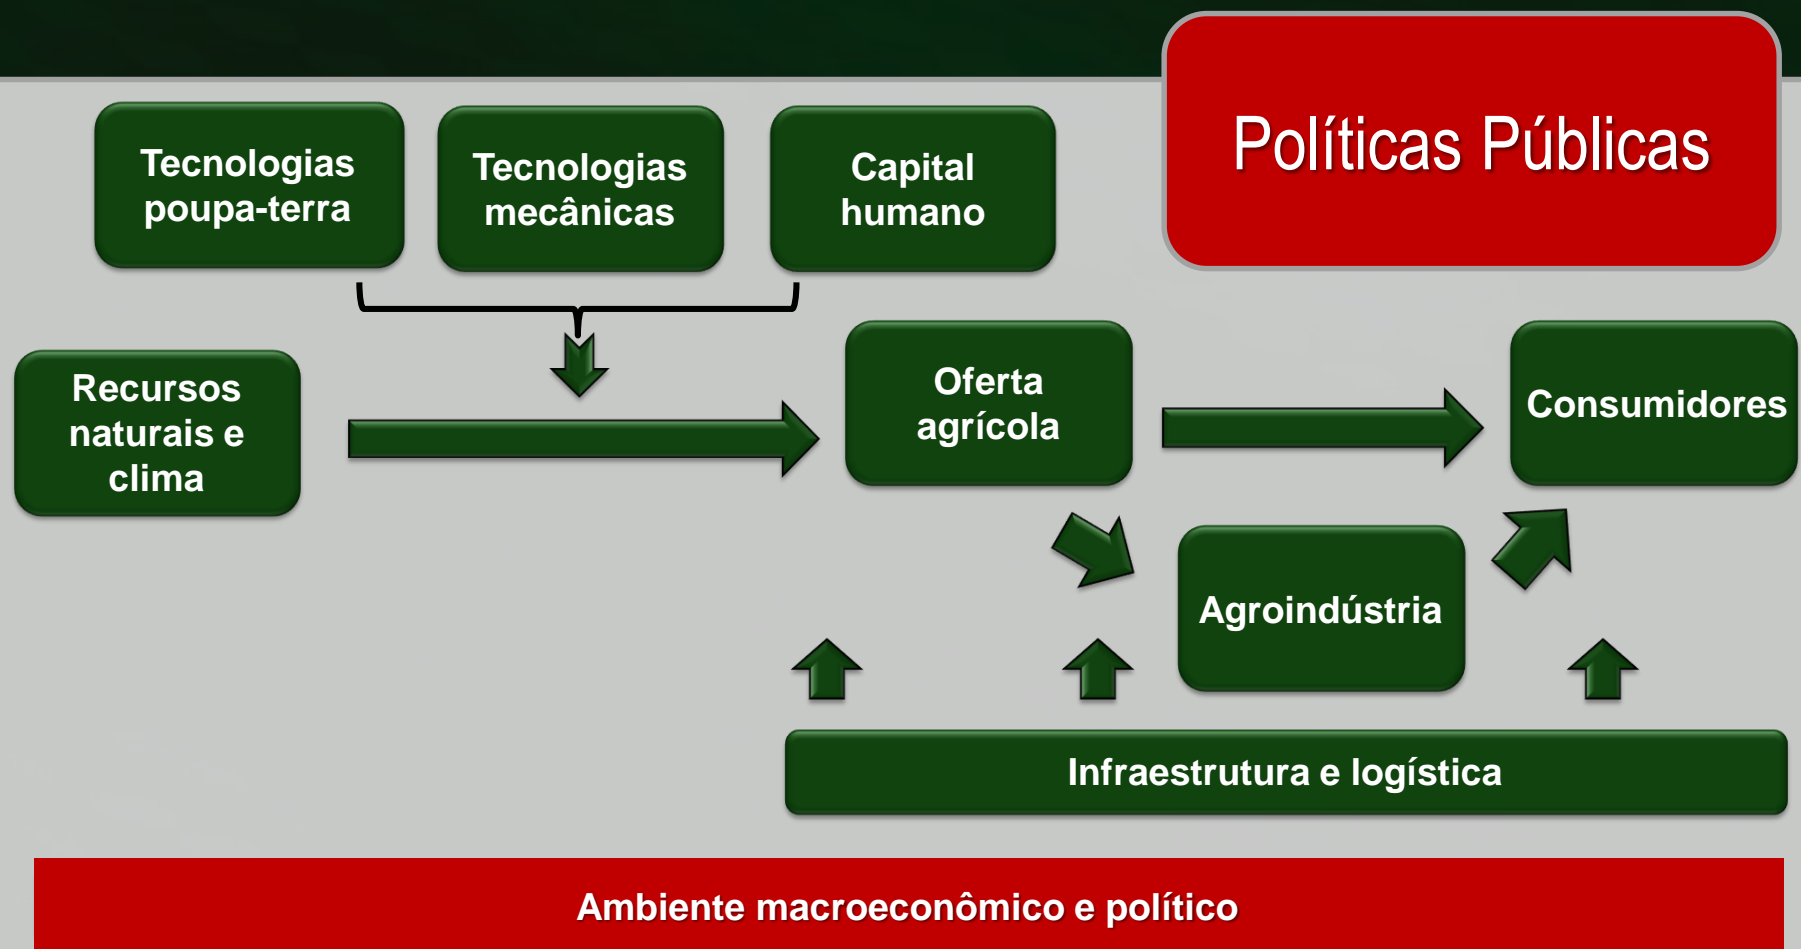 Políticas Públicas
Tecnologias
poupa-terra
Tecnologias
mecânicas
Capital
humano
Recursos
naturais e
clima
Oferta
agrícola
Consumidores
Agroindústria
Infraestrutura e logística
Ambiente macroeconômico e político